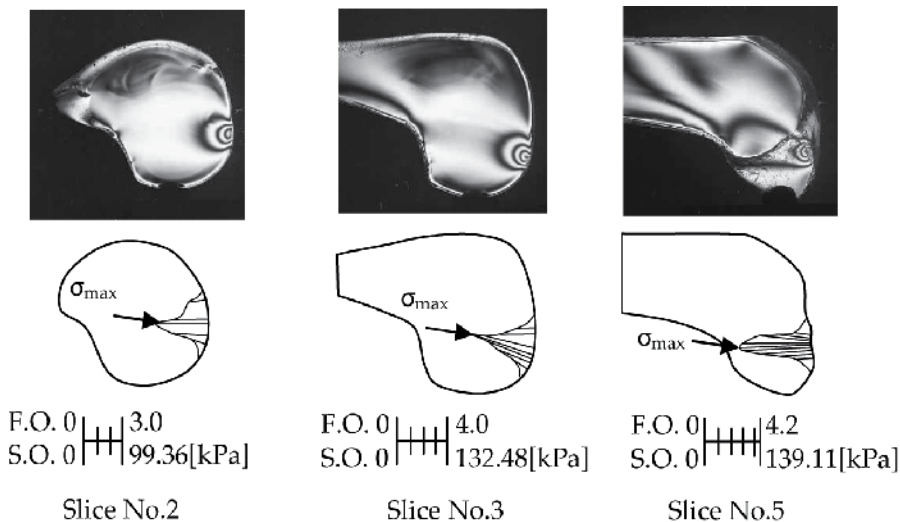 σmax
σmax
σmax
F.O. 0 3.0
S.O. 0 99.36[kPa]
Slice No.2
F.O. 0 4.0
S.O. 0 132.48[kPa]
Slice No.3
F.O. 0 4.2
S.O. 0 139.11[kPa]
Slice No.5